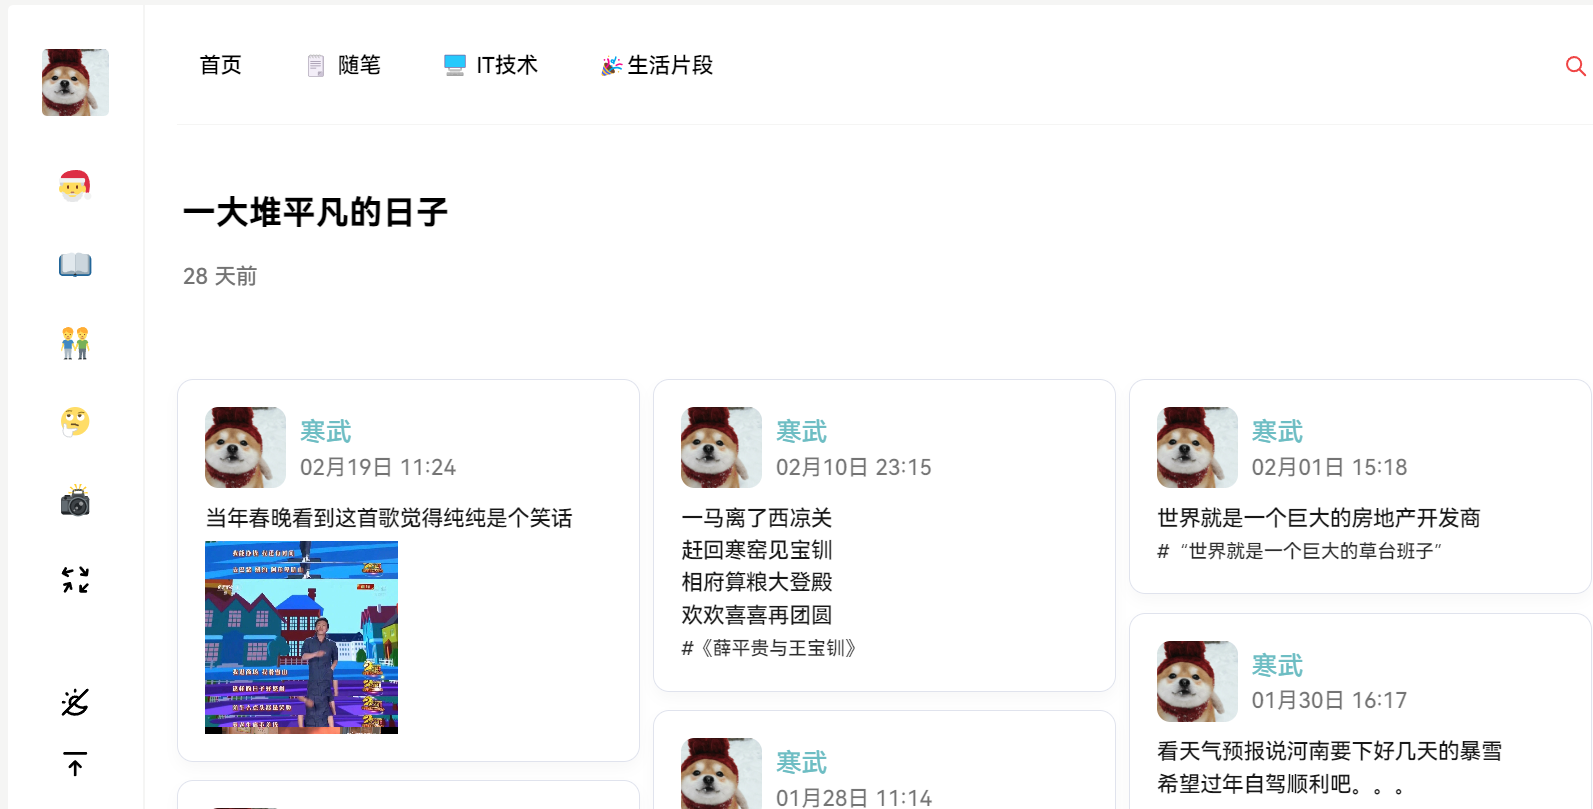 首页
随笔
IT技术
生活片段
一大堆平凡的日子
28 天前
寒武
02月19日 11:24
当年春晚看到这首歌觉得纯纯是个笑话
寒武
02月10日 23:15
一马离了西凉关
赶回寒窑见宝钏
相府算粮大登殿
欢欢喜喜再团圆
#《薛平贵与王宝钏》
寒武
01月28日 11:14
寒武
02月01日 15:18
世界就是一个巨大的房地产开发商
# “世界就是一个巨大的草台班子”
寒武
01月30日 16:17
看天气预报说河南要下好几天的暴雪
希望过年自驾顺利吧。。。